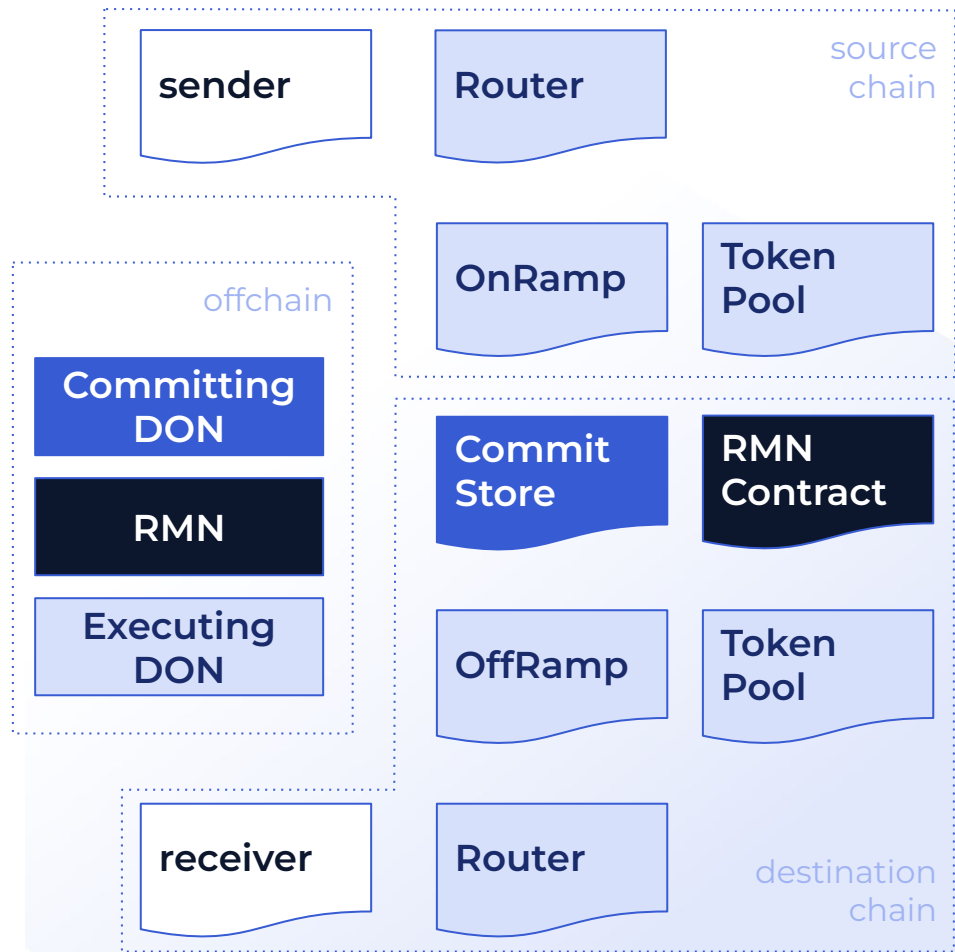 sender
Router
source
chain
OnRamp
Token
Pool
offchain
Committing
DON
RMN
Executing
DON
Commit
Store
RMN
Contract
OffRamp
Token
Pool
receiver
Router
destination
chain